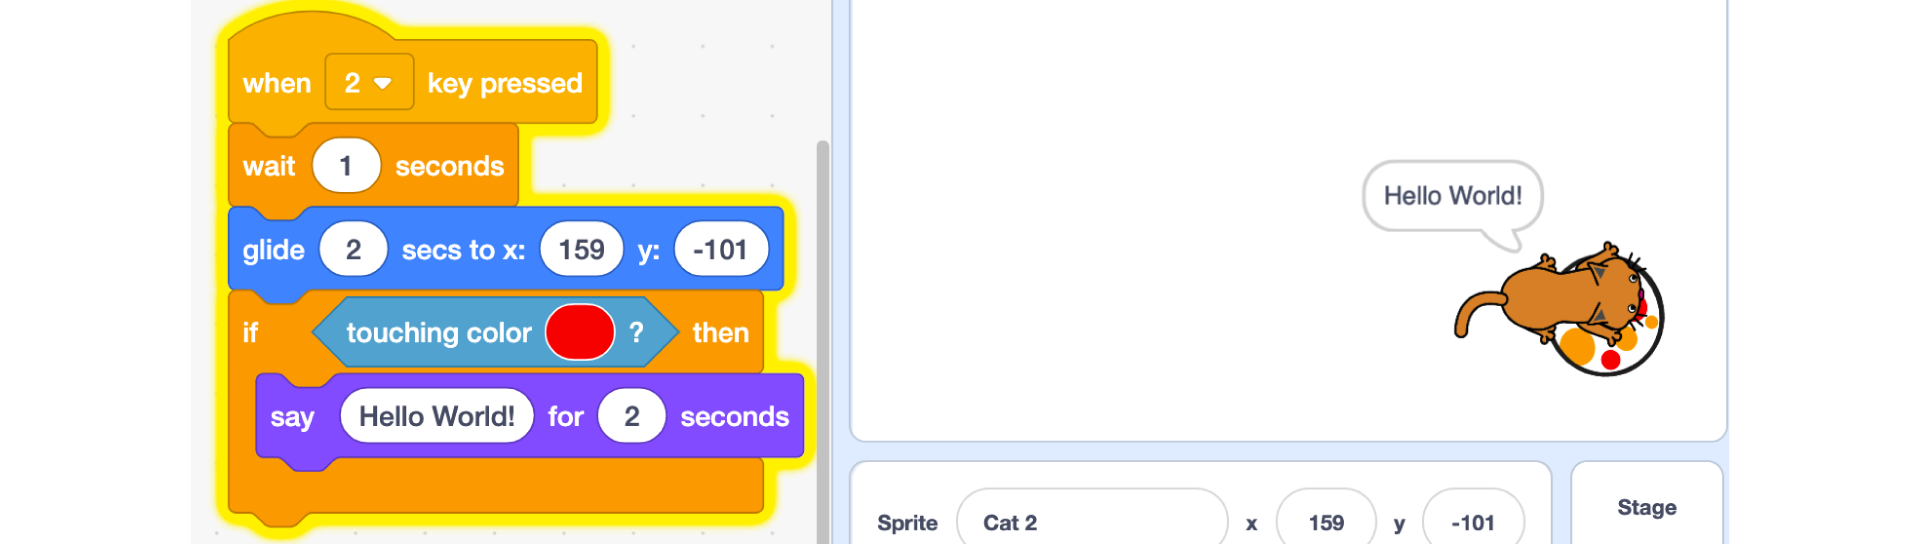 when 2 key pressed
wait 1 seconds
glide 2 secs to x: 159 y: -101
if touching color ? then
say Hello World! for 2 seconds
Hello World!
Sprite Cat 2 x 159 y -101
Stage